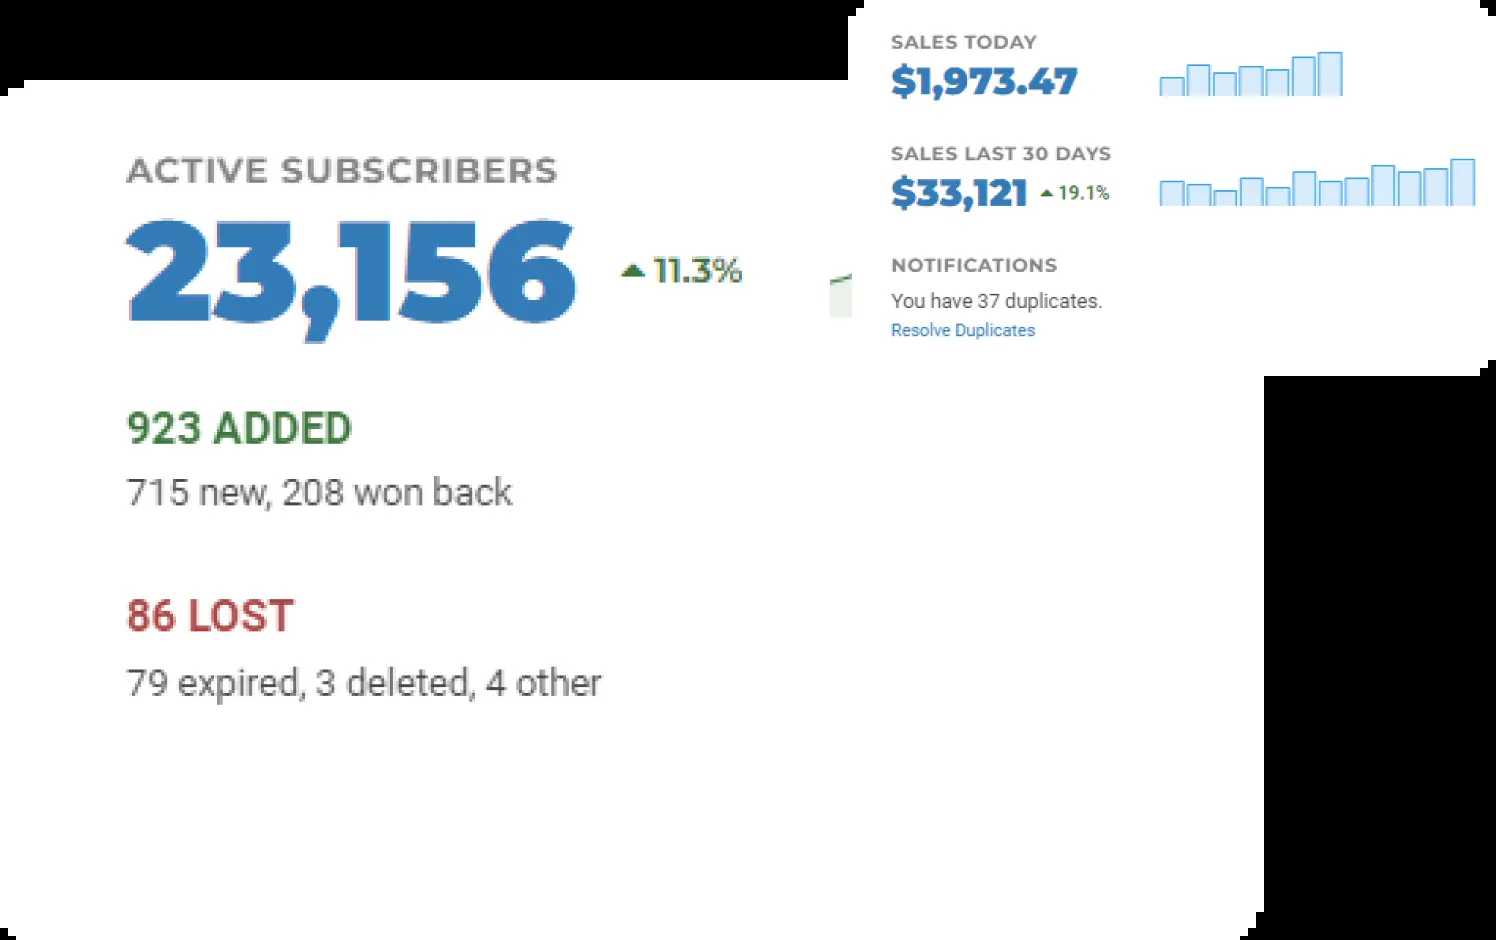 ACTIVE SUBSCRIBERS
23,156 11.3%
923 ADDED
715 new, 208 won back
86 LOST
79 expired, 3 deleted, 4 other
SALES TODAY
$1,973.47
SALES LAST 30 DAYS
$33,121 19.1%
NOTIFICATIONS
You have 37 duplicates.
Resolve Duplicates